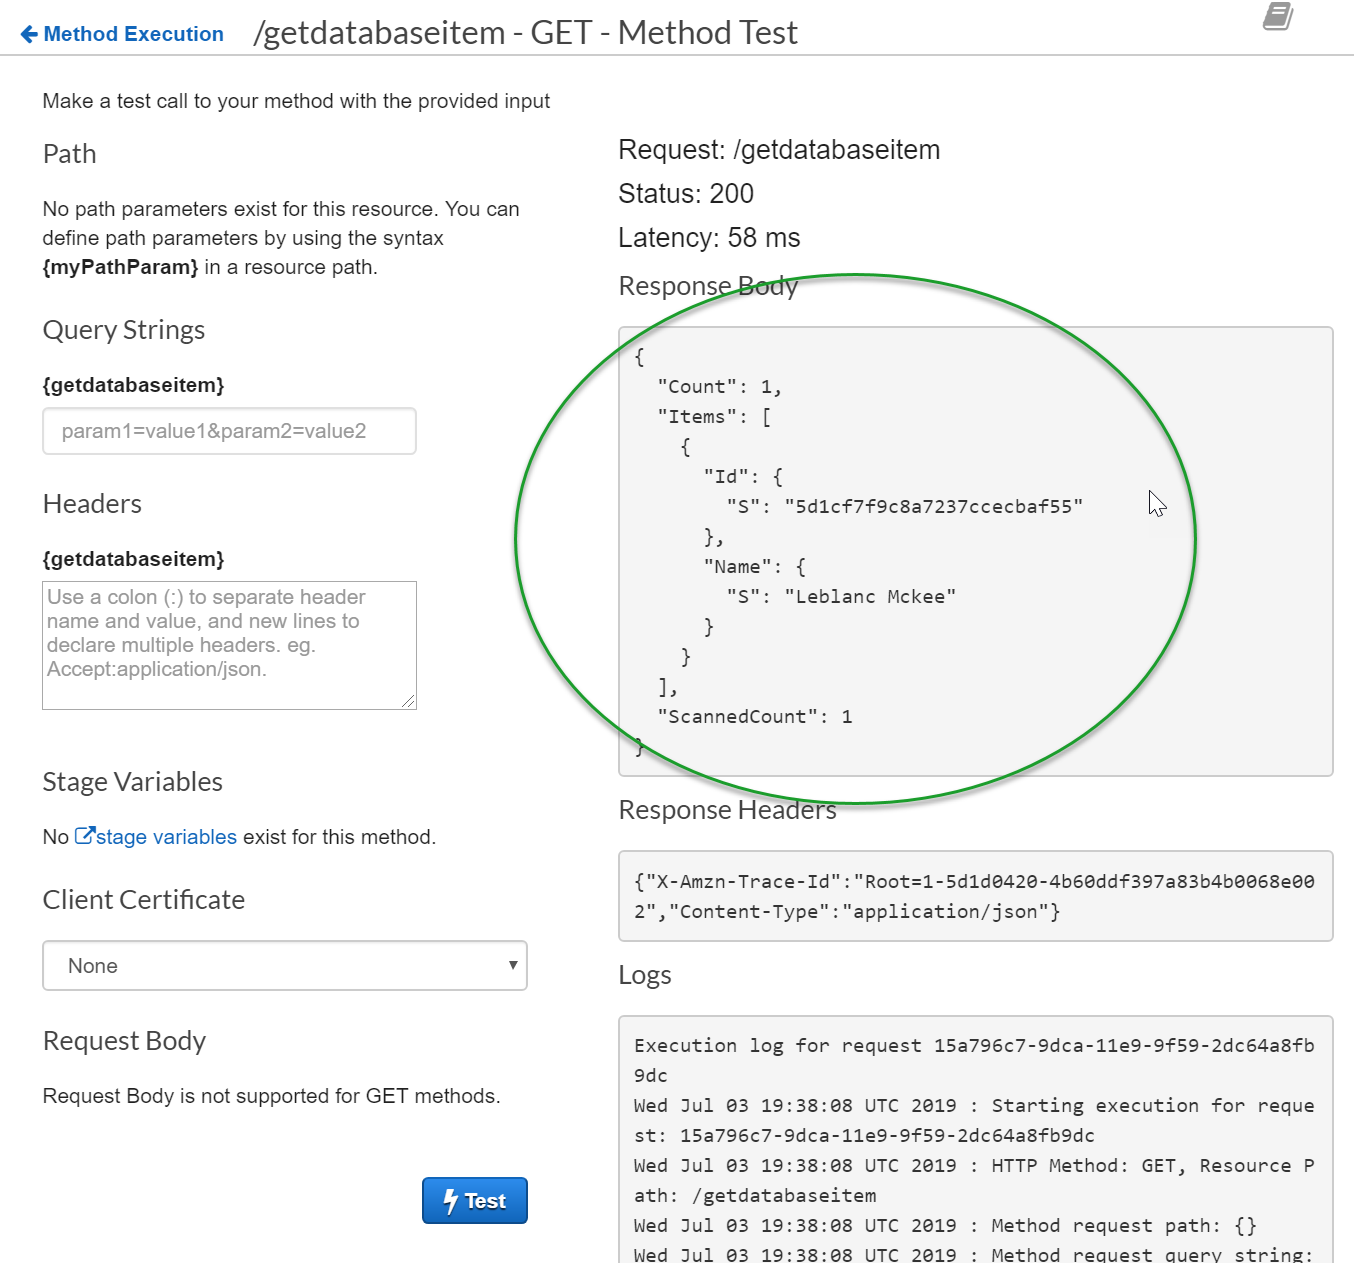 Method Execution /getdatabaseitem - GET - Method Test
Make a test call to your method with the provided input
Path
No path parameters exist for this resource. You can
define path parameters by using the syntax
{myPathParam} in a resource path.
Query Strings
{getdatabaseitem}
param1=value1&param2=value2
Headers
{getdatabaseitem}
Use a colon (:) to separate header
name and value, and new lines to
declare multiple headers. eg.
Accept:application/json.
Stage Variables
No stage variables exist for this method.
Client Certificate
None
Request Body
Request Body is not supported for GET methods.
Test
Request: /getdatabaseitem
Status: 200
Latency: 58 ms
Response Body
{
  "Count": 1,
  "Items": [
    {
      "Id": {
        "S": "5d1cf7f9c8a7237ccecbaf55"
      },
      "Name": {
        "S": "Leblanc Mckee"
      }
    }
  ],
  "ScannedCount": 1
}
Response Headers
{"X-Amzn-Trace-Id":"Root=1-5d1d0420-4b60ddf397a83b4b0068e00
2","Content-Type":"application/json"}
Logs
Execution log for request 15a796c7-9dca-11e9-9f59-2dc64a8fb
9dc
Wed Jul 03 19:38:08 UTC 2019 : Starting execution for reque
st: 15a796c7-9dca-11e9-9f59-2dc64a8fb9dc
Wed Jul 03 19:38:08 UTC 2019 : HTTP Method: GET, Resource P
ath: /getdatabaseitem
Wed Jul 03 19:38:08 UTC 2019 : Method request path: {}
Wed Jul 03 19:38:08 UTC 2019 : Method request query string: